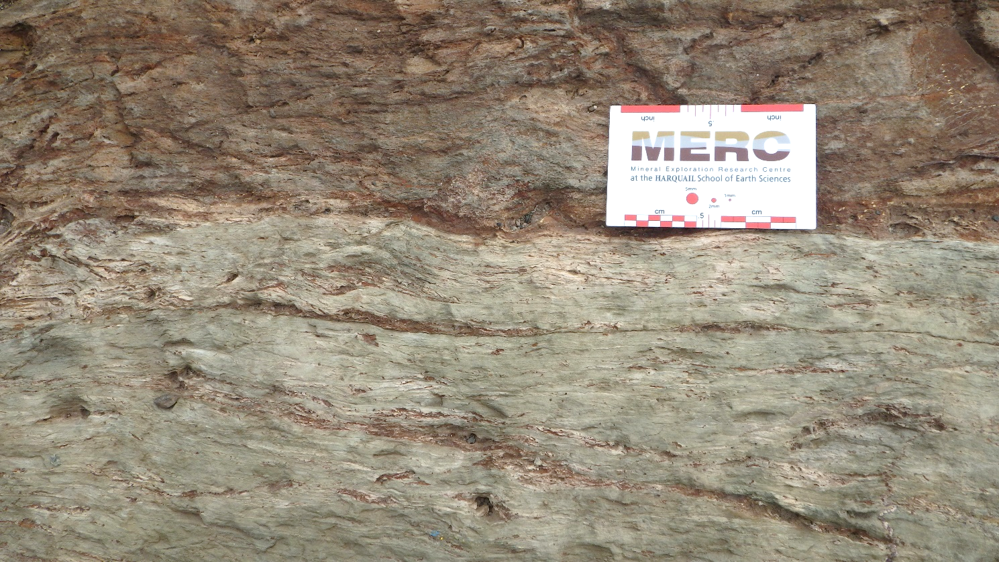 inch .5 inch
MERC
Mineral Exploration Research Centre
at the HARQUAIL School of Earth Sciences
5mm 2mm 1mm
cm .5 cm